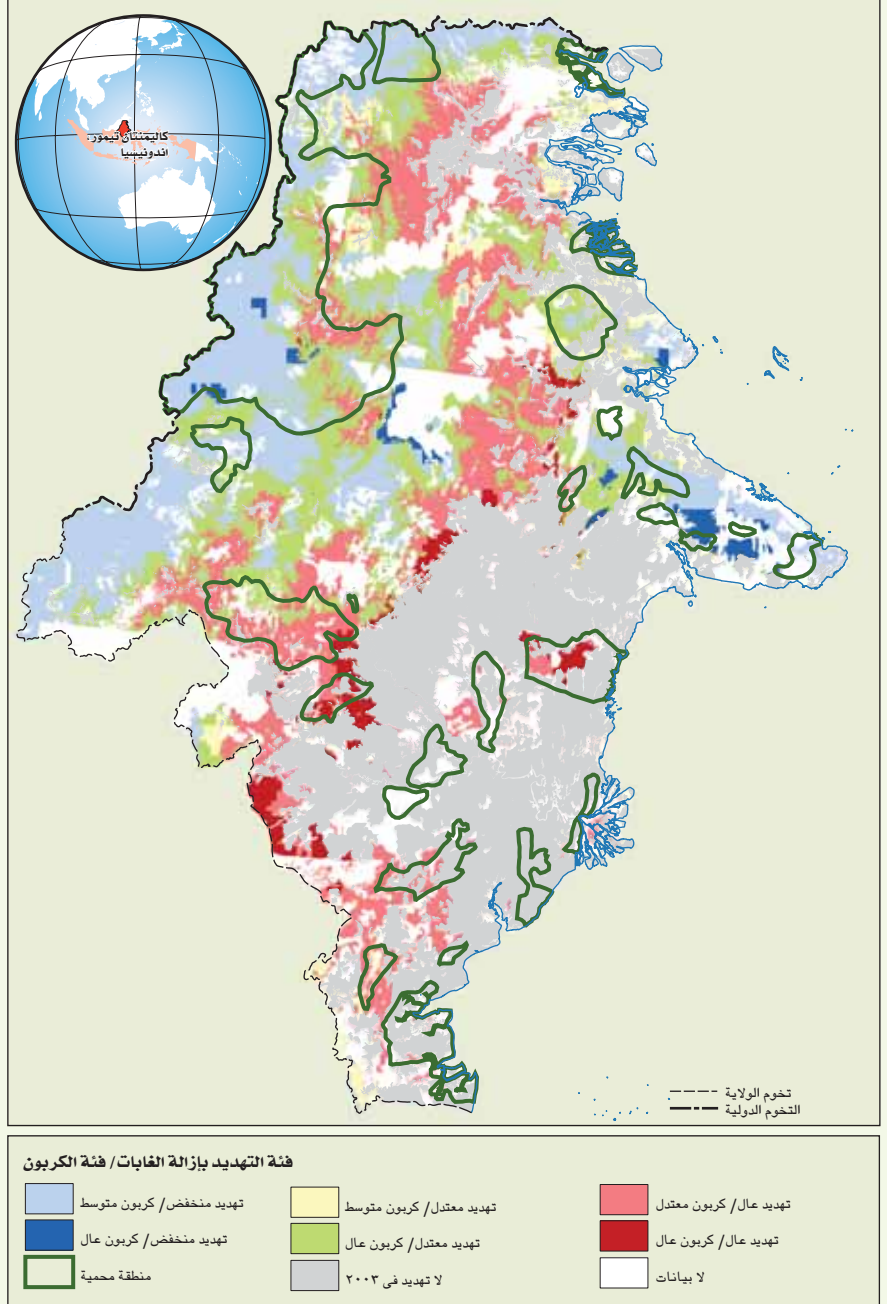 كاليمنتان تيمور،
اندونيسيا
تخوم الولاية
التخوم الدولية
فئة التهديد بإزالة الغابات/ فئة الكربون
تهديد عال/ كربون معتدل
تهديد معتدل/ كربون متوسط
تهديد منخفض/ كربون متوسط
تهديد عال/ كربون عال
تهديد معتدل/ كربون عال
تهديد منخفض/ كربون عال
لا بيانات
لا تهديد فى ٢٠٠٣
منطقة محمية